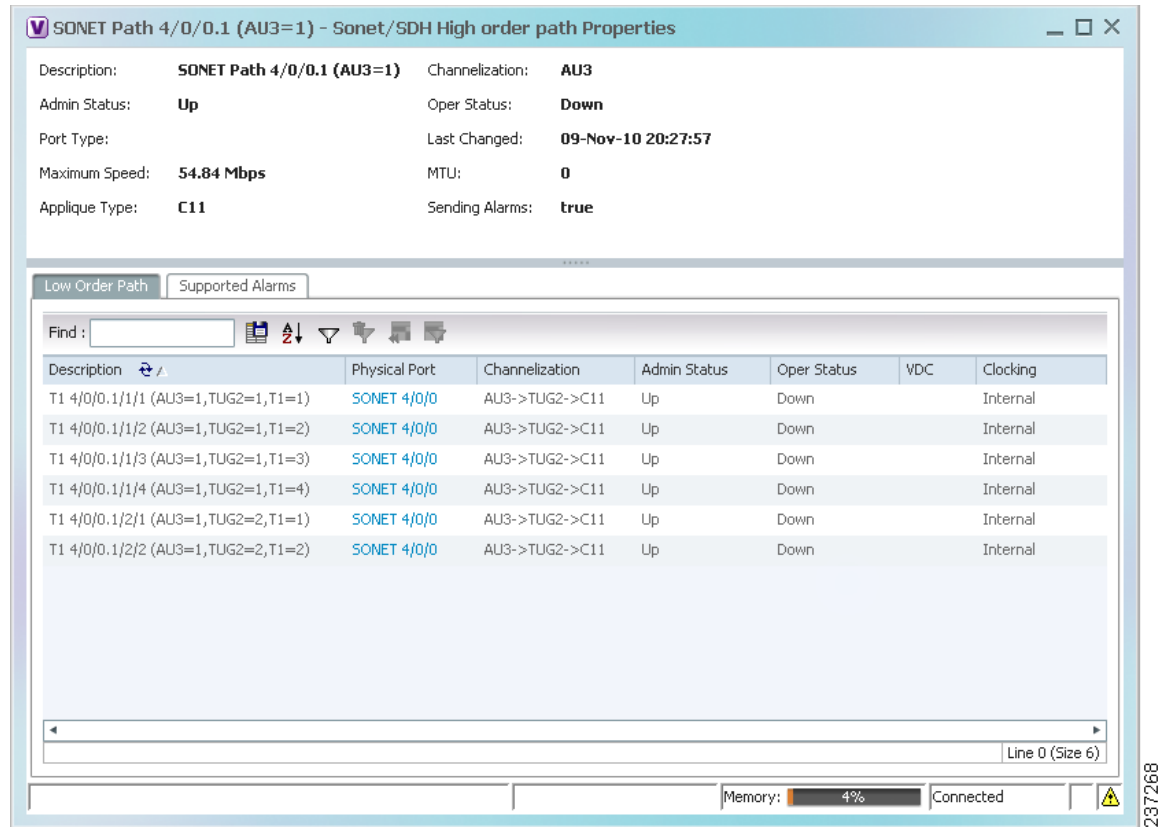 V SONET Path 4/0/0.1 (AU3=1) - Sonet/SDH High order path Properties
Description: SONET Path 4/0/0.1 (AU3=1) Channelization: AU3
Admin Status: Up Oper Status: Down
Port Type: Last Changed: 09-Nov-10 20:27:57
Maximum Speed: 54.84 Mbps MTU: 0
Applique Type: C11 Sending Alarms: true
Low Order Path Supported Alarms
Find :
Description Physical Port Channelization Admin Status Oper Status VDC Clocking
T1 4/0/0.1/1/1 (AU3=1,TUG2=1,T1=1) SONET 4/0/0 AU3->TUG2->C11 Up Down Internal
T1 4/0/0.1/1/2 (AU3=1,TUG2=1,T1=2) SONET 4/0/0 AU3->TUG2->C11 Up Down Internal
T1 4/0/0.1/1/3 (AU3=1,TUG2=1,T1=3) SONET 4/0/0 AU3->TUG2->C11 Up Down Internal
T1 4/0/0.1/1/4 (AU3=1,TUG2=1,T1=4) SONET 4/0/0 AU3->TUG2->C11 Up Down Internal
T1 4/0/0.1/2/1 (AU3=1,TUG2=2,T1=1) SONET 4/0/0 AU3->TUG2->C11 Up Down Internal
T1 4/0/0.1/2/2 (AU3=1,TUG2=2,T1=2) SONET 4/0/0 AU3->TUG2->C11 Up Down Internal
Line 0 (Size 6)
Memory: 4% Connected
237268